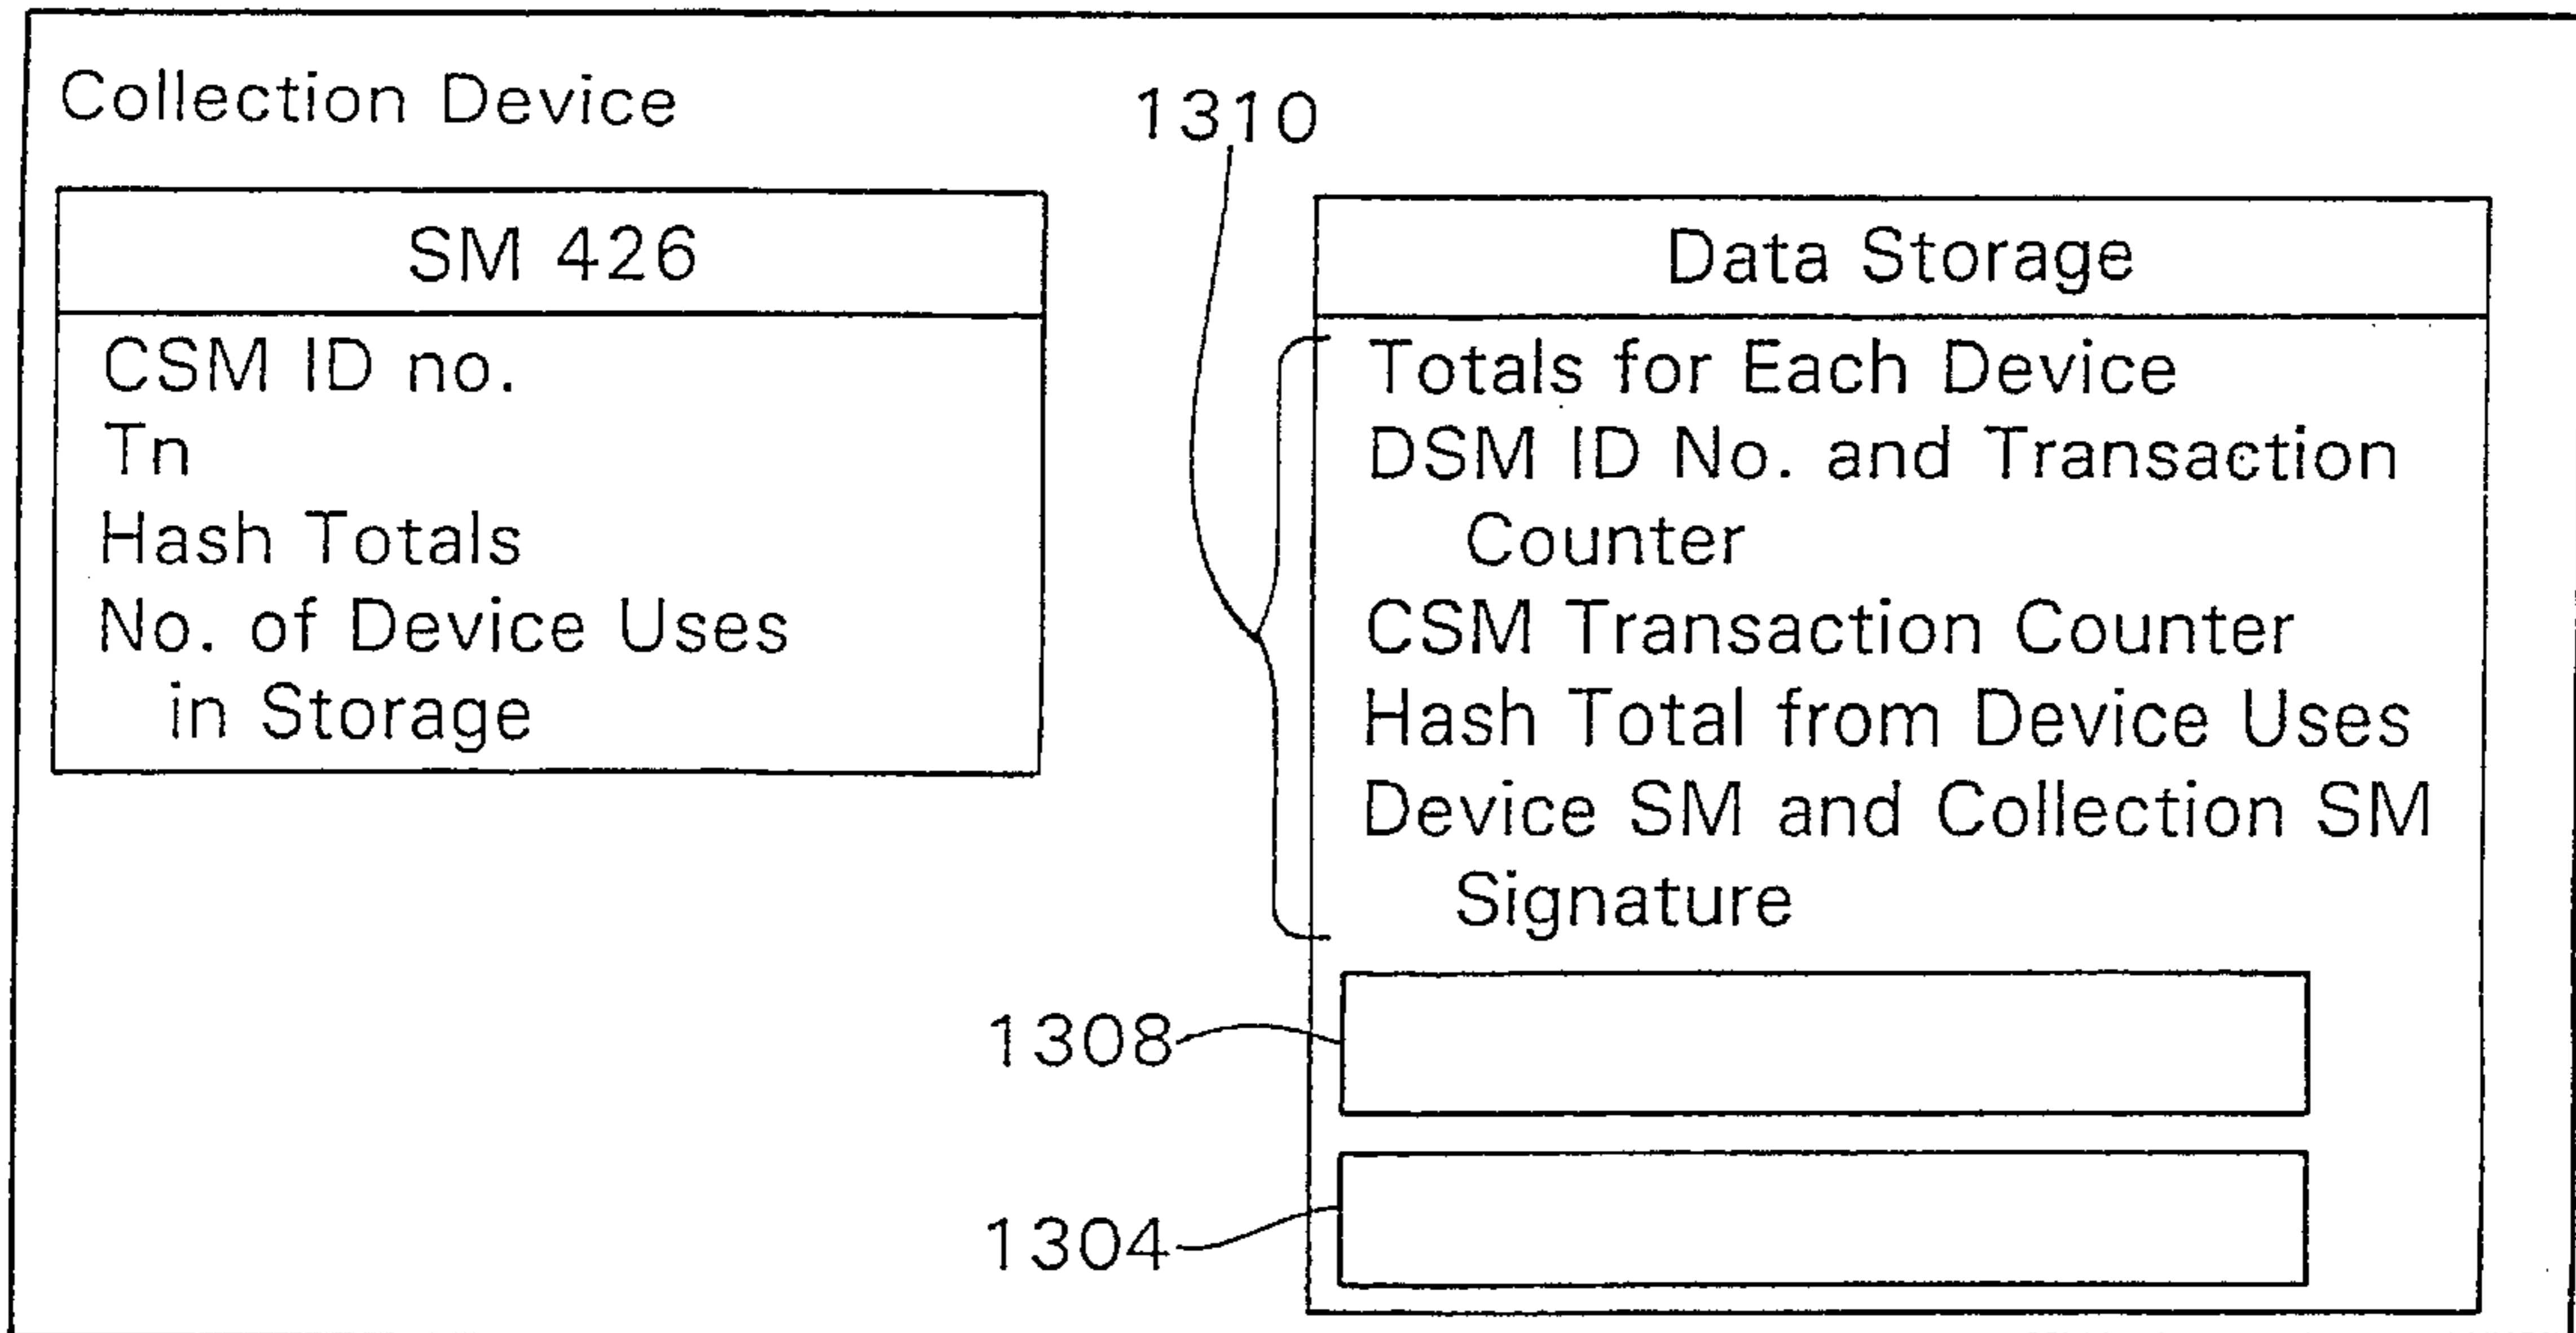 Collection Device
1310
SM 426
CSM ID no.
Tn
Hash Totals
No. of Device Uses
in Storage
Data Storage
Totals for Each Device
DSM ID No. and Transaction
Counter
CSM Transaction Counter
Hash Total from Device Uses
Device SM and Collection SM
Signature
1308
1304